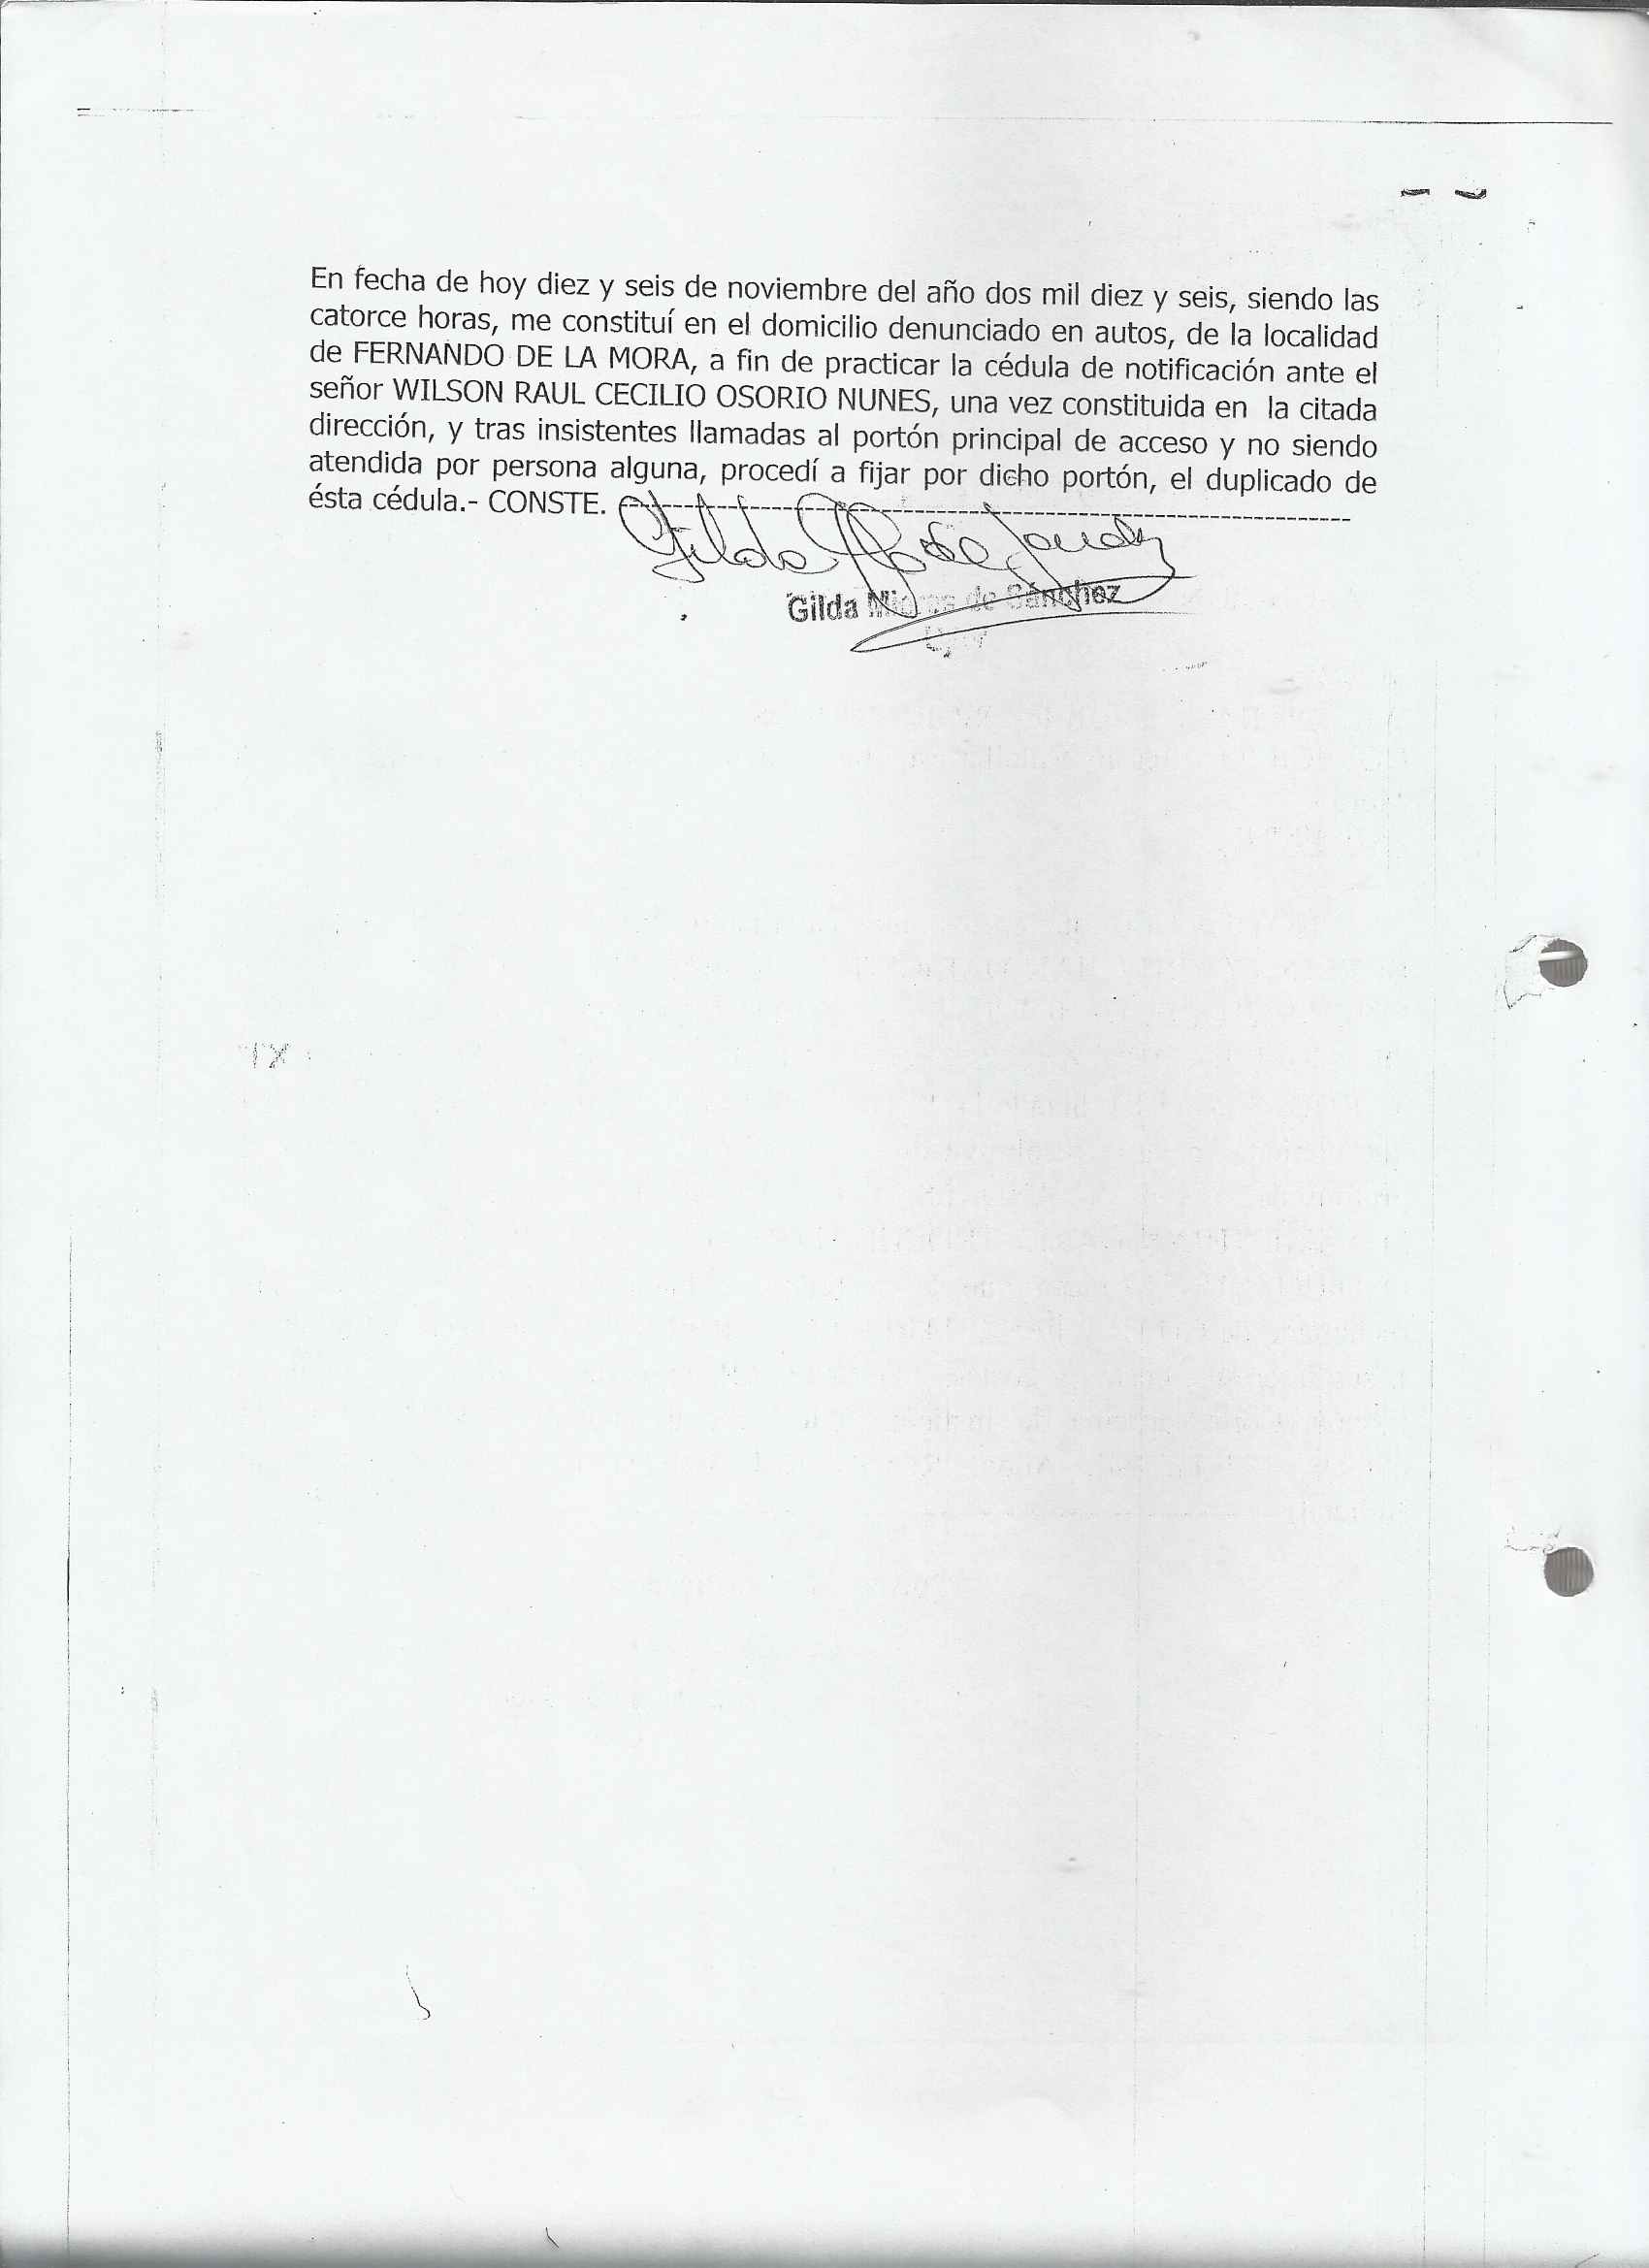 En fecha de hoy diez y seis de noviembre del año dos mil diez y seis, siendo las
catorce horas, me constituí en el domicilio denunciado en autos, de la localidad
de FERNANDO DE LA MORA, a fin de practicar la cédula de notificación ante el
señor WILSON RAUL CECILIO OSORIO NUNES, una vez constituida en la citada
dirección, y tras insistentes llamadas al portón principal de acceso y no siendo
atendida por persona alguna, procedí a fijar por dicho portón, el duplicado de
ésta cédula.- CONSTE. ------------------------------------------------------------
Gilda
Gilda de Sánchez